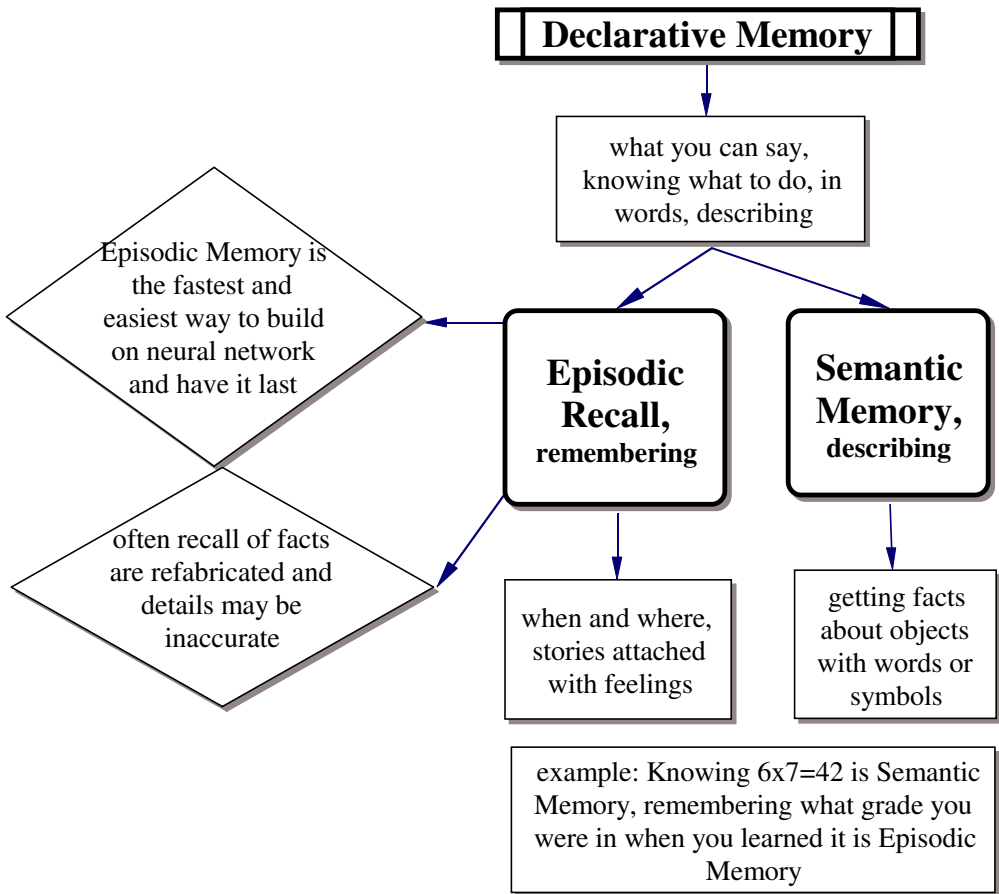 Declarative Memory
what you can say,
knowing what to do, in
words, describing
Episodic Memory is
the fastest and
easiest way to build
on neural network
and have it last
Episodic
Recall,
remembering
Semantic
Memory,
describing
often recall of facts
are refabricated and
details may be
inaccurate
when and where,
stories attached
with feelings
getting facts
about objects
with words or
symbols
example: Knowing 6x7=42 is Semantic
Memory, remembering what grade you
were in when you learned it is Episodic
Memory